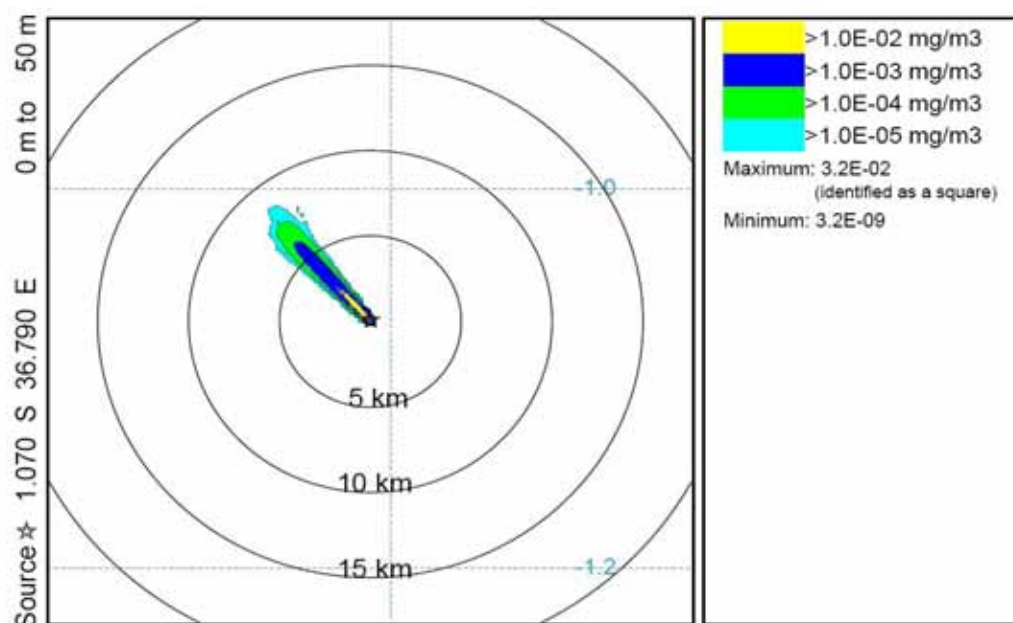 Source ☆ 1.070 S 36.790 E 0 m to 50 m
-1.0
5 km
10 km
15 km
-1.2
>1.0E-02 mg/m3
>1.0E-03 mg/m3
>1.0E-04 mg/m3
>1.0E-05 mg/m3
Maximum: 3.2E-02
(identified as a square)
Minimum: 3.2E-09